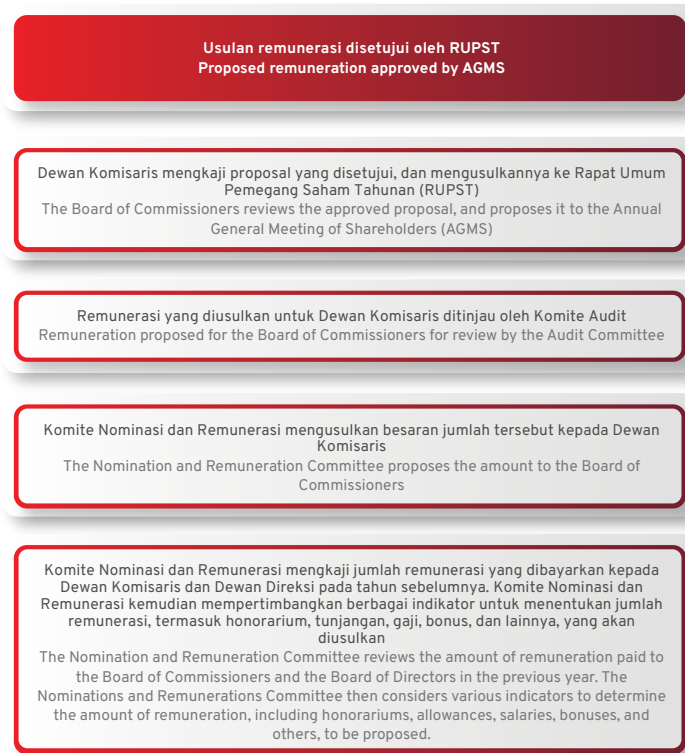 Usulan remunerasi disetujui oleh RUPST
Proposed remuneration approved by AGMS
Dewan Komisaris mengkaji proposal yang disetujui, dan mengusulkannya ke Rapat Umum
Pemegang Saham Tahunan (RUPST)
The Board of Commissioners reviews the approved proposal, and proposes it to the Annual
General Meeting of Shareholders (AGMS)
Remunerasi yang diusulkan untuk Dewan Komisaris ditinjau oleh Komite Audit
Remuneration proposed for the Board of Commissioners for review by the Audit Committee
Komite Nominasi dan Remunerasi mengusulkan besaran jumlah tersebut kepada Dewan
Komisaris
The Nomination and Remuneration Committee proposes the amount to the Board of
Commissioners
Komite Nominasi dan Remunerasi mengkaji jumlah remunerasi yang dibayarkan kepada
Dewan Komisaris dan Dewan Direksi pada tahun sebelumnya. Komite Nominasi dan
Remunerasi kemudian mempertimbangkan berbagai indikator untuk menentukan jumlah
remunerasi, termasuk honorarium, tunjangan, gaji, bonus, dan lainnya, yang akan
diusulkan
The Nomination and Remuneration Committee reviews the amount of remuneration paid to
the Board of Commissioners and the Board of Directors in the previous year. The
Nominations and Remunerations Committee then considers various indicators to determine
the amount of remuneration, including honorariums, allowances, salaries, bonuses, and
others, to be proposed.